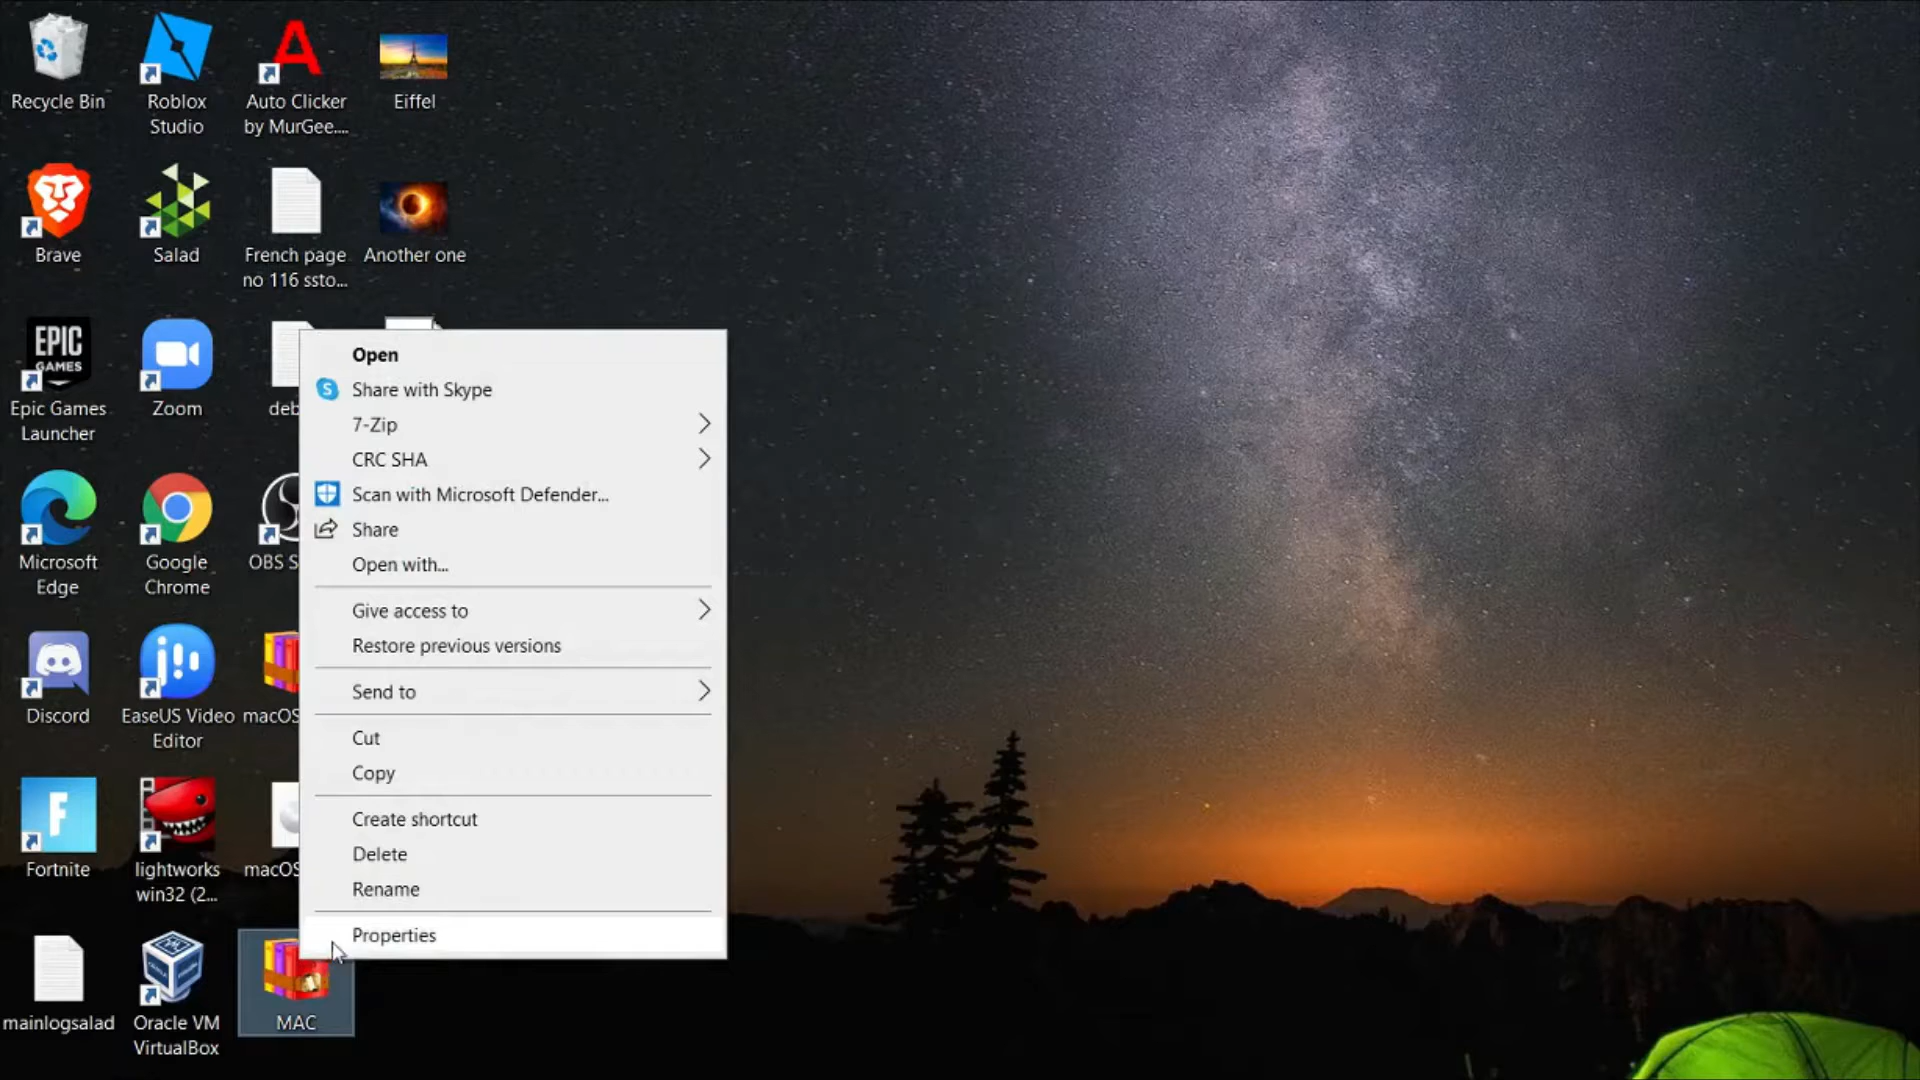 Recycle Bin
Roblox
Studio
Auto Clicker
by MurGee....
Eiffel
Brave
Salad
French page
no 116 ssto...
Another one
EPIC
GAMES
Epic Games
Launcher
Zoom
deb
Microsoft
Edge
Google
Chrome
OBS S
Discord
EaseUS Video
Editor
macOS
F
Fortnite
lightworks
win32 (2...
macOS
mainlogsalad
Oracle VM
VirtualBox
MAC
Open
S
Share with Skype
7-Zip
CRC SHA
Scan with Microsoft Defender...
Share
Open with...
Give access to
Restore previous versions
Send to
Cut
Copy
Create shortcut
Delete
Rename
Properties